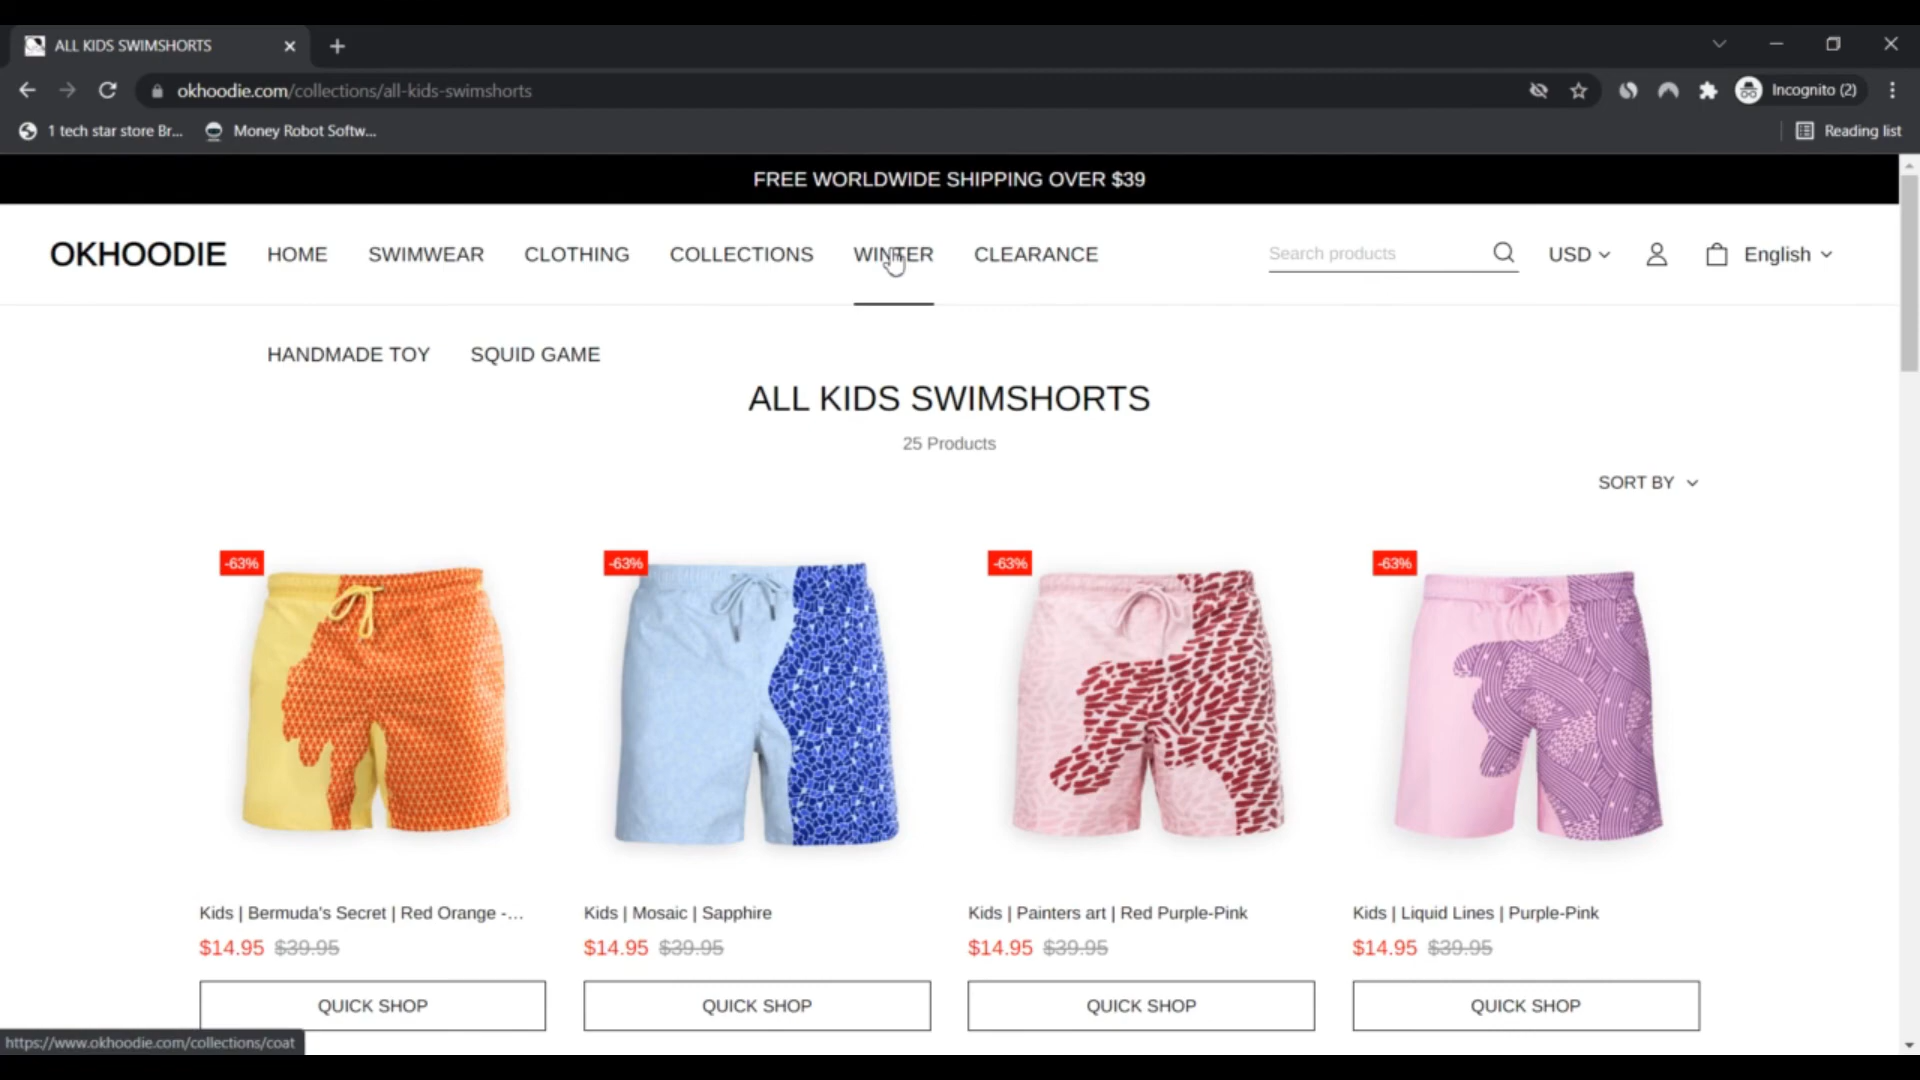 ALL KIDS SWIMSHORTS
okhoodie.com/collections/all-kids-swimshorts
Incognito (2)
1 tech star store Br...
Money Robot Softw...
Reading list
FREE WORLDWIDE SHIPPING OVER $39
OKHOODIE HOME SWIMWEAR CLOTHING COLLECTIONS WINTER CLEARANCE Search products USD English
HANDMADE TOY SQUID GAME
ALL KIDS SWIMSHORTS
25 Products
SORT BY
-63% -63% -63% -63%
Kids | Bermuda's Secret | Red Orange -... Kids | Mosaic | Sapphire Kids | Painters art | Red Purple-Pink Kids | Liquid Lines | Purple-Pink
$14.95 $39.95 $14.95 $39.95 $14.95 $39.95 $14.95 $39.95
QUICK SHOP QUICK SHOP QUICK SHOP QUICK SHOP
https://www.okhoodie.com/collections/coat